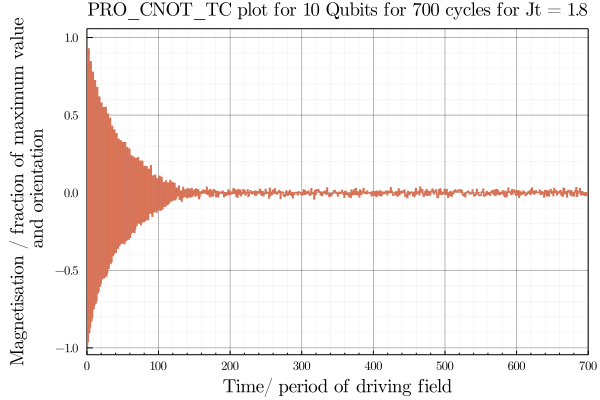 PRO_CNOT_TC plot for 10 Qubits for 700 cycles for Jt = 1.8
Magnetisation / fraction of maximum value
and orientation
1.0
0.5
0.0
−0.5
−1.0
0 100 200 300 400 500 600 700
Time/ period of driving field